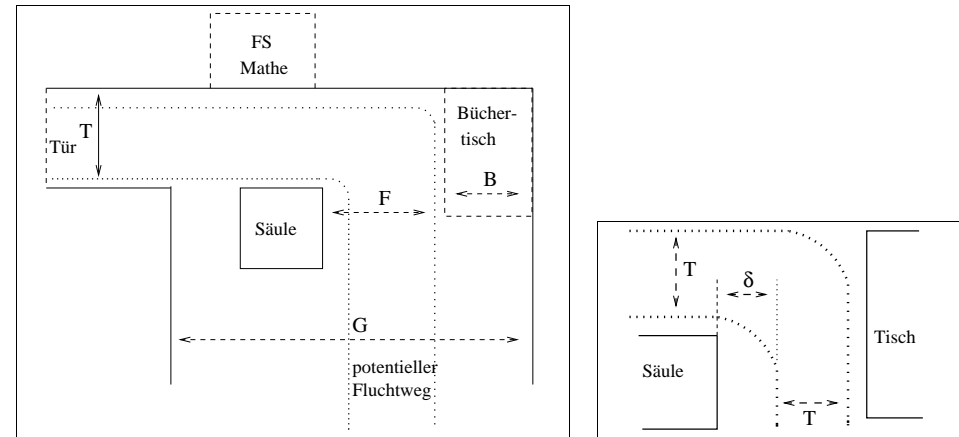 FS
Mathe
Bücher-
tisch
T
Tür
B
F
Säule
G
potentieller
Fluchtweg
T
δ
Tisch
Säule
T